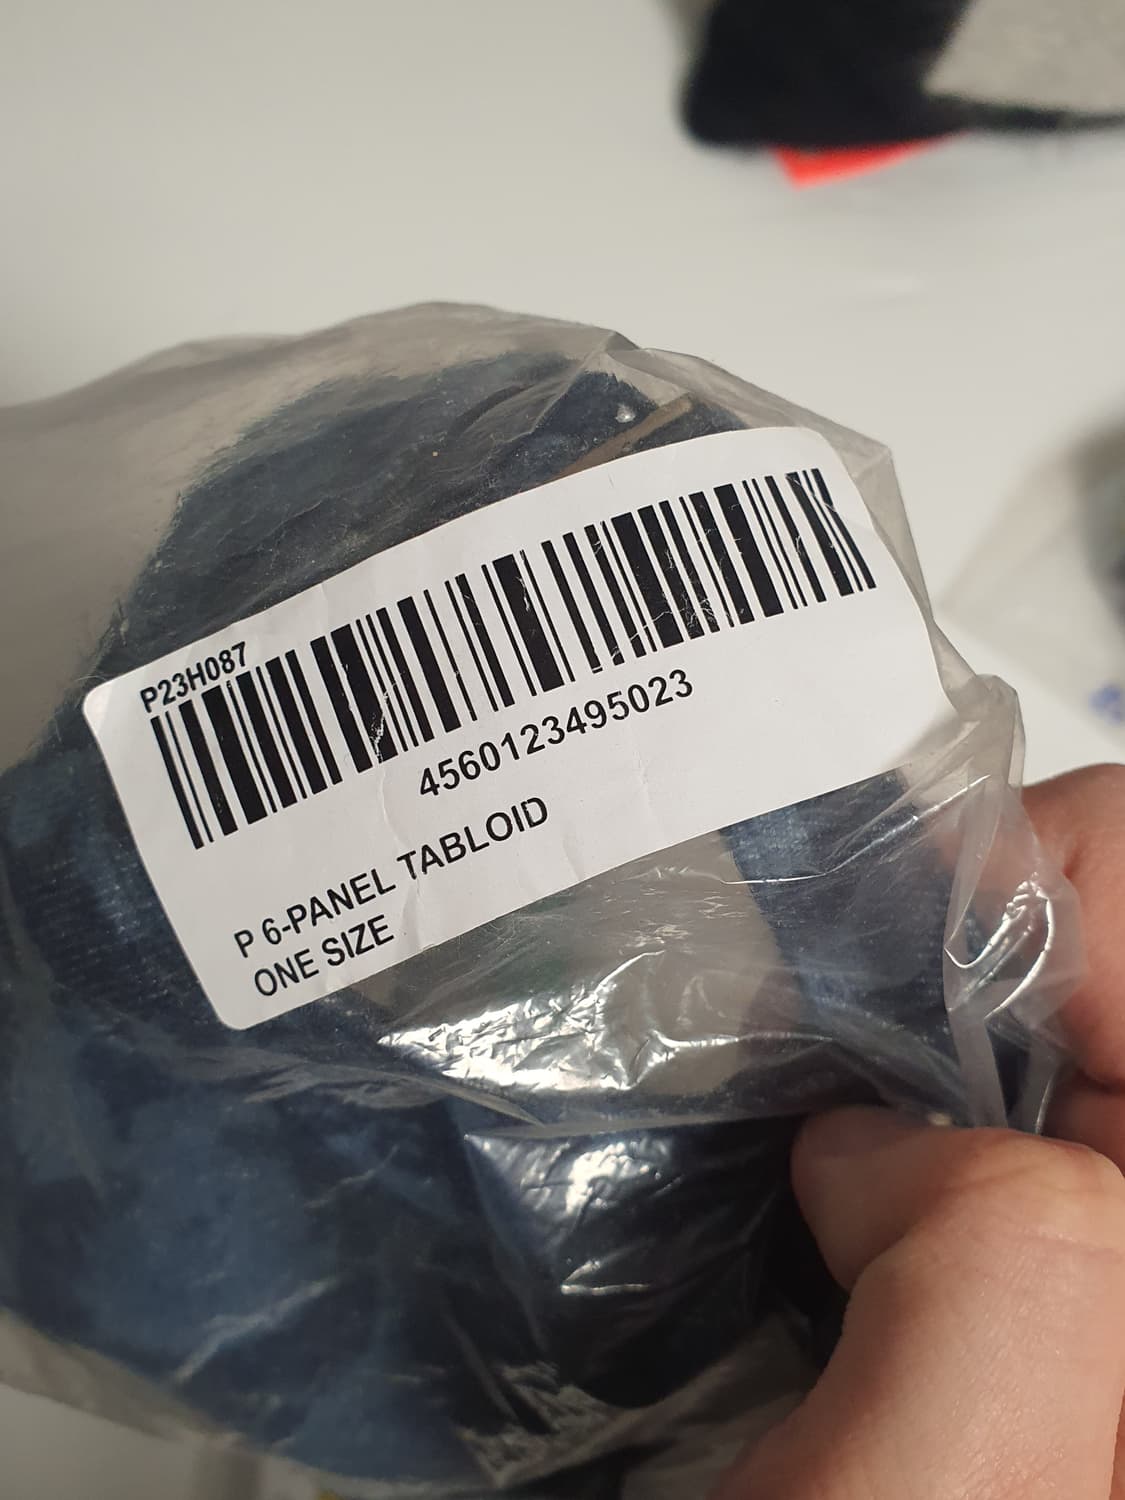 P23H087
4560123495023
P 6-PANEL TABLOID
ONE SIZE